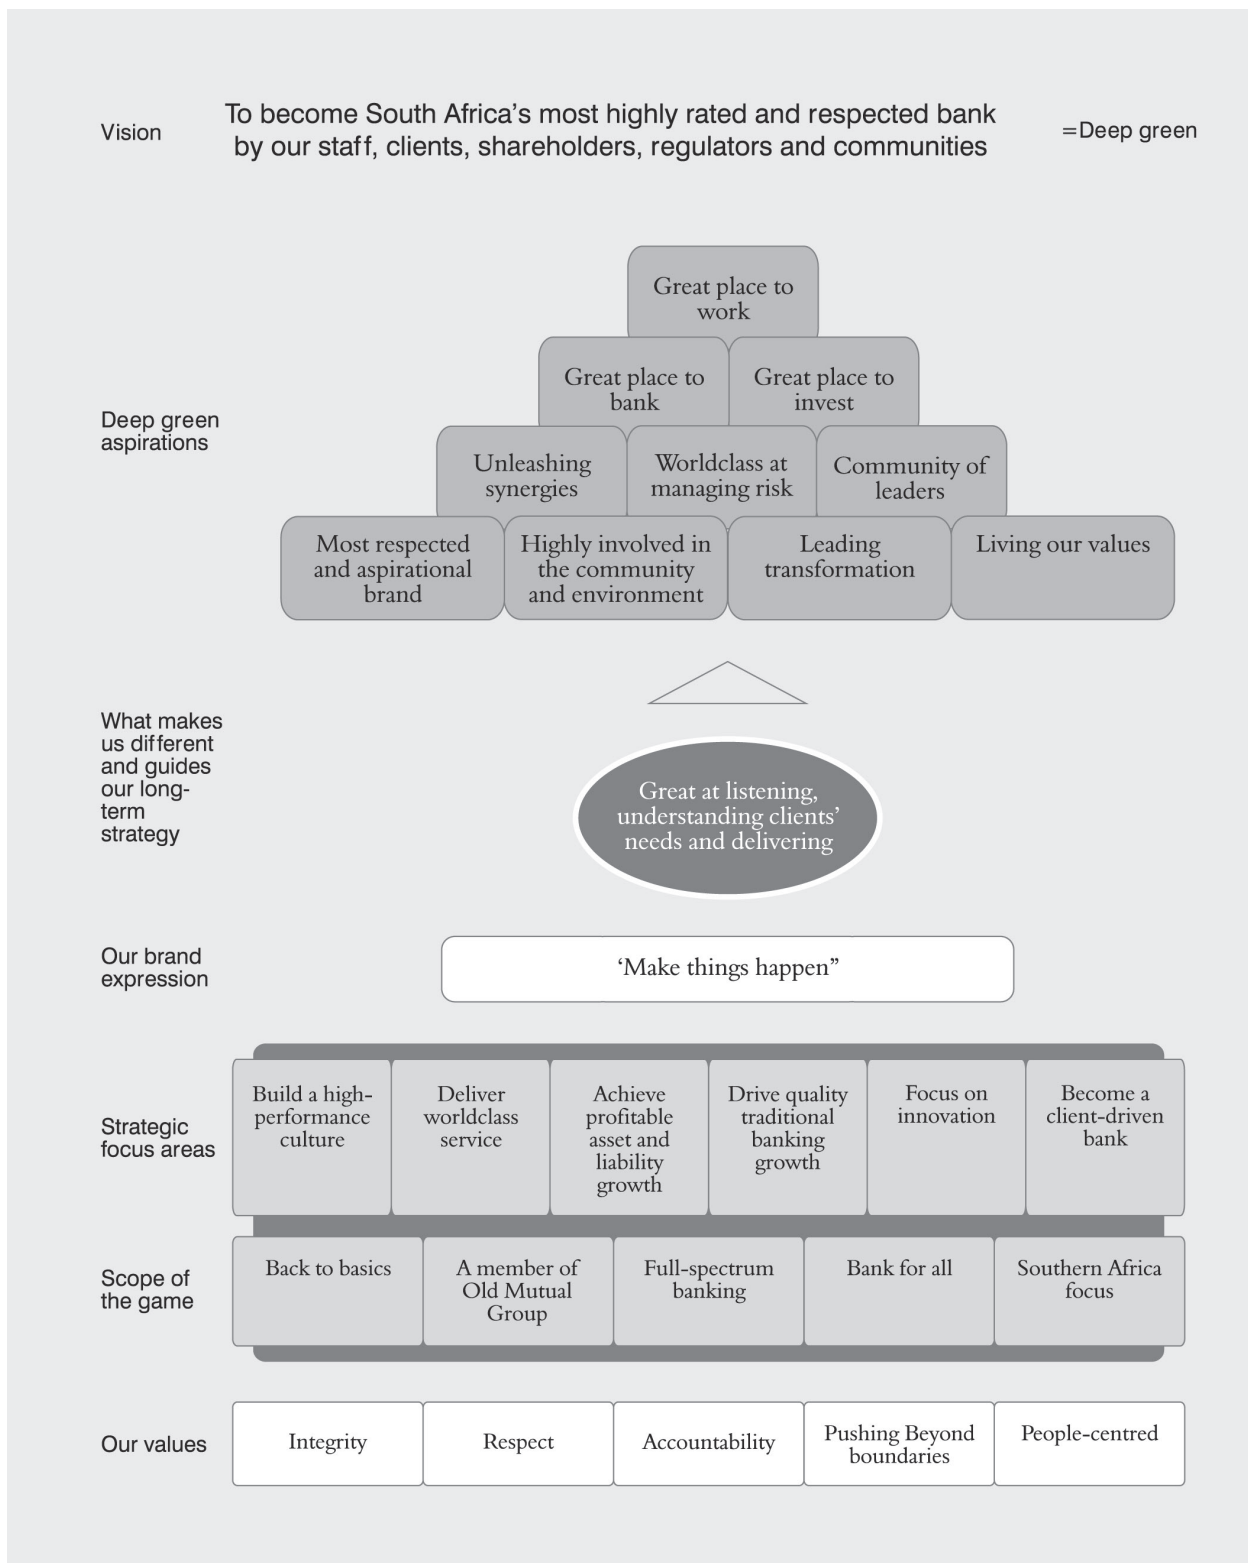 Vision
To become South Africa's most highly rated and respected bank
by our staff, clients, shareholders, regulators and communities
=Deep green
Deep green
aspirations
Great place to
work
Great place to
bank
Great place to
invest
Unleashing
synergies
Worldclass at
managing risk
Community of
leaders
Most respected
and aspirational
brand
Highly involved in
the community
and environment
Leading
transformation
Living our values
What makes
us different
and guides
our long-
term
strategy
Great at listening,
understanding clients'
needs and delivering
Our brand
expression
‘Make things happen”
Strategic
focus areas
Build a high-
performance
culture
Deliver
worldclass
service
Achieve
profitable
asset and
liability
growth
Drive quality
traditional
banking
growth
Focus on
innovation
Become a
client-driven
bank
Scope of
the game
Back to basics
A member of
Old Mutual
Group
Full-spectrum
banking
Bank for all
Southern Africa
focus
Our values
Integrity
Respect
Accountability
Pushing Beyond
boundaries
People-centred